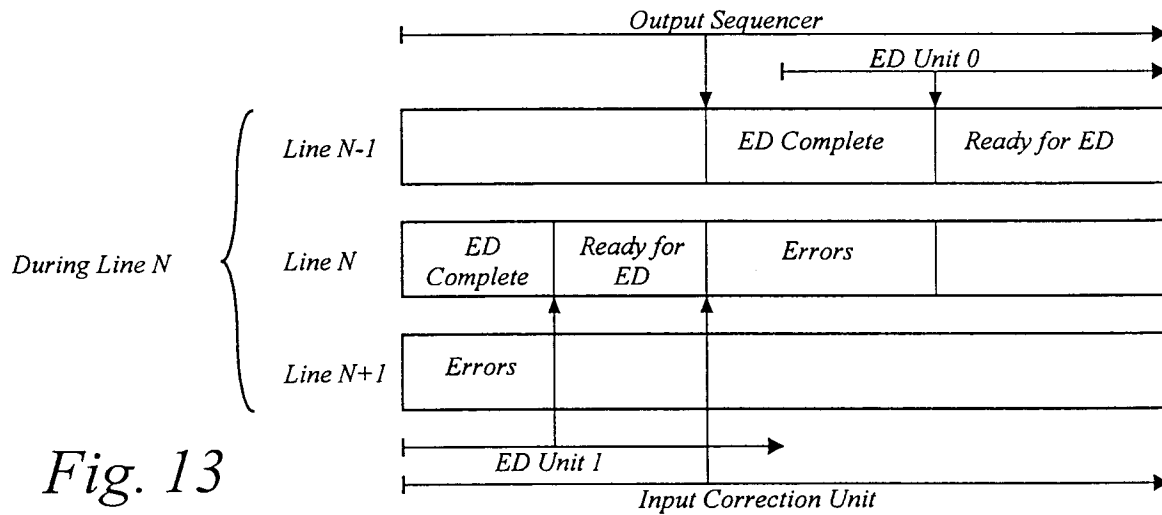 Output Sequencer
ED Unit 0
Line N-1
ED Complete
Ready for ED
During Line N
Line N
ED
Complete
Ready for
ED
Errors
Line N+1
Errors
ED Unit 1
Input Correction Unit
Fig. 13